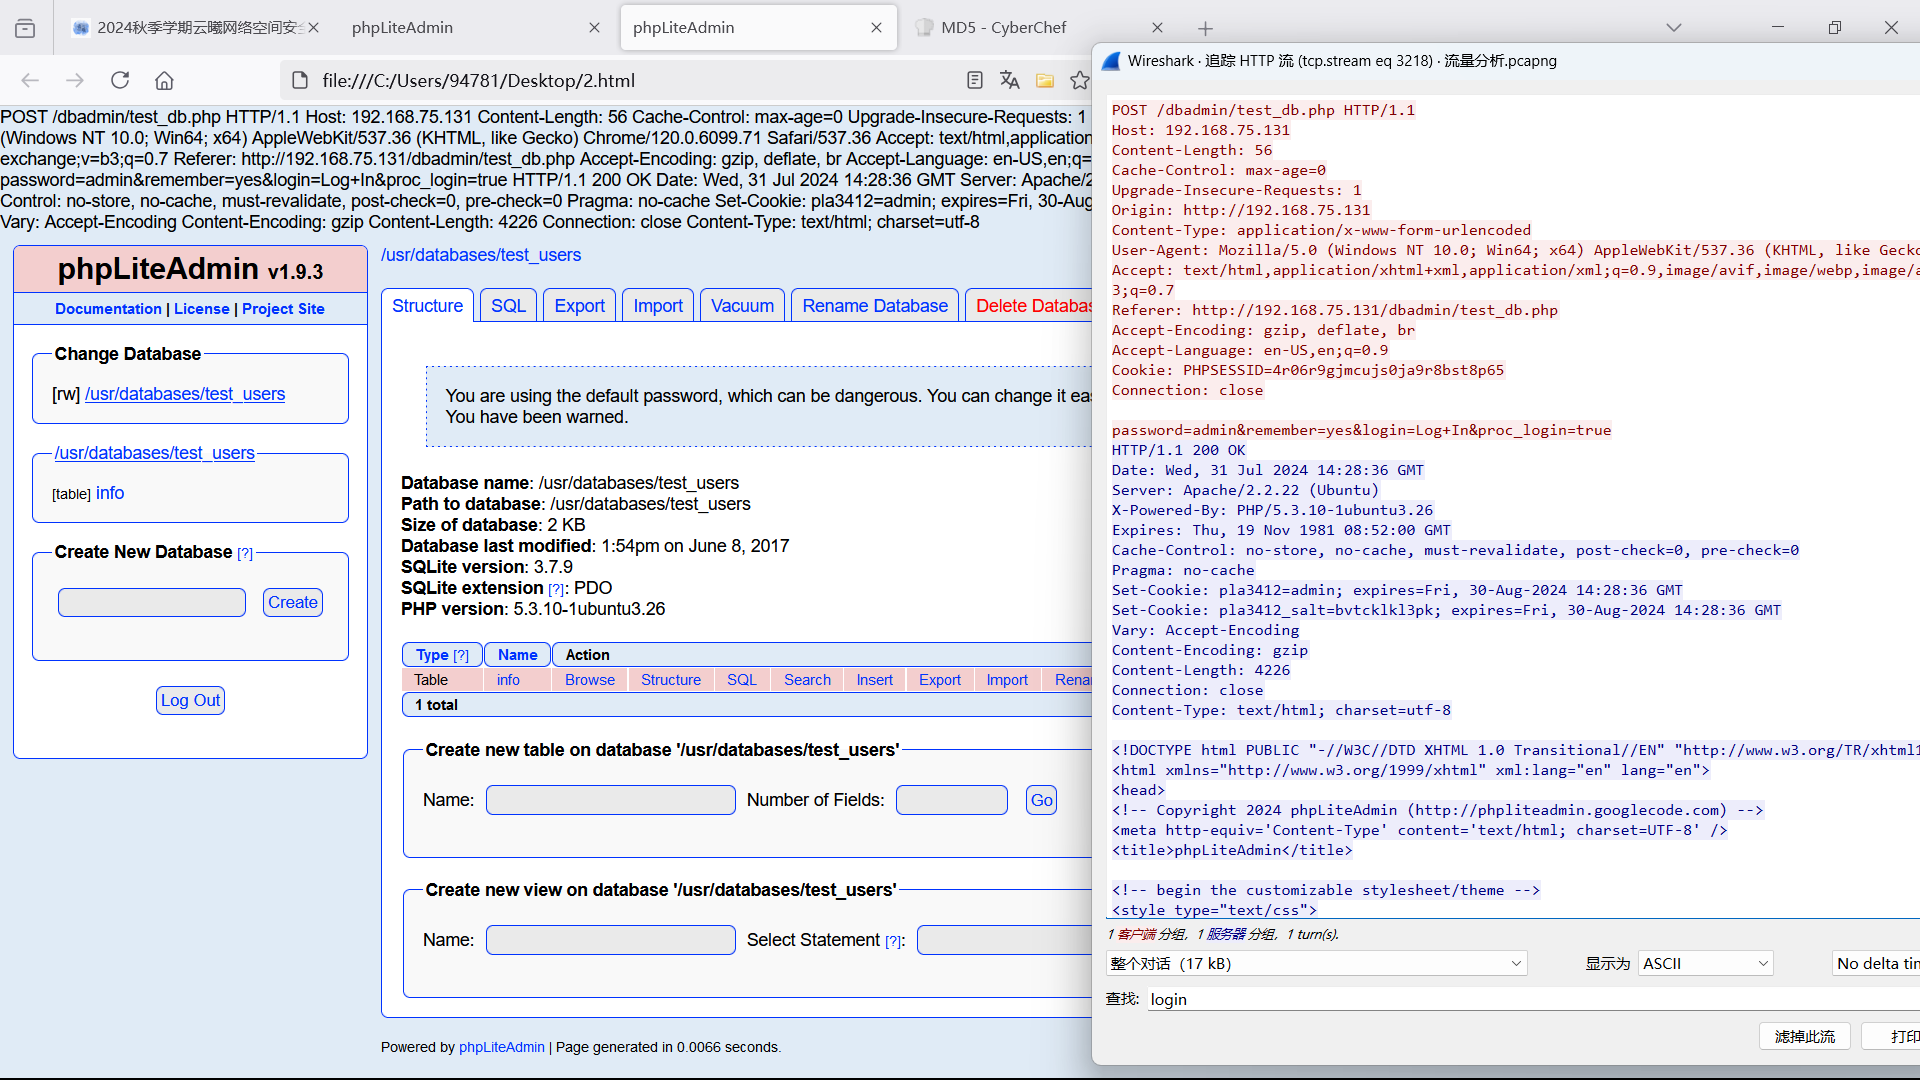 2024秋季学期云曦网络空间安全
phpLiteAdmin
phpLiteAdmin
MD5 - CyberChef
file:///C:/Users/94781/Desktop/2.html
POST /dbadmin/test_db.php HTTP/1.1 Host: 192.168.75.131 Content-Length: 56 Cache-Control: max-age=0 Upgrade-Insecure-Requests: 1
(Windows NT 10.0; Win64; x64) AppleWebKit/537.36 (KHTML, like Gecko) Chrome/120.0.6099.71 Safari/537.36 Accept: text/html,application
exchange;v=b3;q=0.7 Referer: http://192.168.75.131/dbadmin/test_db.php Accept-Encoding: gzip, deflate, br Accept-Language: en-US,en;q=
password=admin&remember=yes&login=Log+In&proc_login=true HTTP/1.1 200 OK Date: Wed, 31 Jul 2024 14:28:36 GMT Server: Apache/2
Control: no-store, no-cache, must-revalidate, post-check=0, pre-check=0 Pragma: no-cache Set-Cookie: pla3412=admin; expires=Fri, 30-Aug
Vary: Accept-Encoding Content-Encoding: gzip Content-Length: 4226 Connection: close Content-Type: text/html; charset=utf-8
phpLiteAdmin v1.9.3
Documentation | License | Project Site
Change Database
[rw] /usr/databases/test_users
/usr/databases/test_users
[table] info
Create New Database [?]
Create
Log Out
/usr/databases/test_users
Structure
SQL
Export
Import
Vacuum
Rename Database
Delete Databas
You are using the default password, which can be dangerous. You can change it eas
You have been warned.
Database name: /usr/databases/test_users
Path to database: /usr/databases/test_users
Size of database: 2 KB
Database last modified: 1:54pm on June 8, 2017
SQLite version: 3.7.9
SQLite extension [?]: PDO
PHP version: 5.3.10-1ubuntu3.26
Type [?] Name Action
Table info Browse Structure SQL Search Insert Export Import Rena
1 total
Create new table on database '/usr/databases/test_users'
Name: Number of Fields: Go
Create new view on database '/usr/databases/test_users'
Name: Select Statement [?]:
Powered by phpLiteAdmin | Page generated in 0.0066 seconds.
Wireshark · 追踪 HTTP 流 (tcp.stream eq 3218) · 流量分析.pcapng
POST /dbadmin/test_db.php HTTP/1.1
Host: 192.168.75.131
Content-Length: 56
Cache-Control: max-age=0
Upgrade-Insecure-Requests: 1
Origin: http://192.168.75.131
Content-Type: application/x-www-form-urlencoded
User-Agent: Mozilla/5.0 (Windows NT 10.0; Win64; x64) AppleWebKit/537.36 (KHTML, like Gecko
Accept: text/html,application/xhtml+xml,application/xml;q=0.9,image/avif,image/webp,image/a
3;q=0.7
Referer: http://192.168.75.131/dbadmin/test_db.php
Accept-Encoding: gzip, deflate, br
Accept-Language: en-US,en;q=0.9
Cookie: PHPSESSID=4r06r9gjmcujs0ja9r8bst8p65
Connection: close
password=admin&remember=yes&login=Log+In&proc_login=true
HTTP/1.1 200 OK
Date: Wed, 31 Jul 2024 14:28:36 GMT
Server: Apache/2.2.22 (Ubuntu)
X-Powered-By: PHP/5.3.10-1ubuntu3.26
Expires: Thu, 19 Nov 1981 08:52:00 GMT
Cache-Control: no-store, no-cache, must-revalidate, post-check=0, pre-check=0
Pragma: no-cache
Set-Cookie: pla3412=admin; expires=Fri, 30-Aug-2024 14:28:36 GMT
Set-Cookie: pla3412_salt=bvtcklkl3pk; expires=Fri, 30-Aug-2024 14:28:36 GMT
Vary: Accept-Encoding
Content-Encoding: gzip
Content-Length: 4226
Connection: close
Content-Type: text/html; charset=utf-8
<!DOCTYPE html PUBLIC "-//W3C//DTD XHTML 1.0 Transitional//EN" "http://www.w3.org/TR/xhtml1
<html xmlns="http://www.w3.org/1999/xhtml" xml:lang="en" lang="en">
<head>
<!-- Copyright 2024 phpLiteAdmin (http://phpliteadmin.googlecode.com) -->
<meta http-equiv='Content-Type' content='text/html; charset=UTF-8' />
<title>phpLiteAdmin</title>
<!-- begin the customizable stylesheet/theme -->
<style type="text/css">
1 客户端 分组, 1 服务器 分组, 1 turn(s).
整个对话 (17 kB)
显示为 ASCII
No delta tim
查找: login
滤掉此流
打印